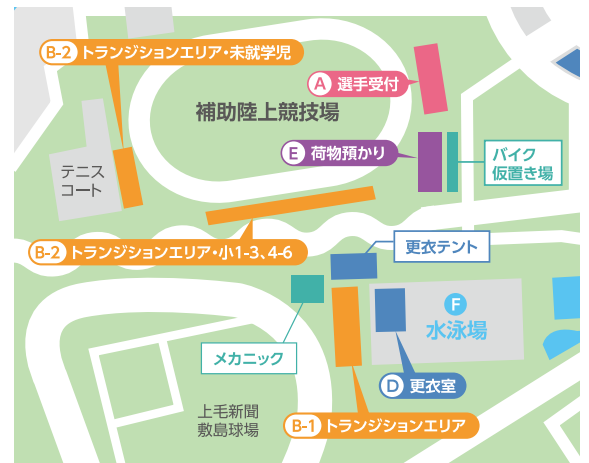 B-2 トランジションエリア・未就学児
A 選手受付
補助陸上競技場
E 荷物預かり
バイク
仮置き場
テニス
コート
B-2 トランジションエリア・小1-3、4-6
更衣テント
F
水泳場
メカニック
D 更衣室
上毛新聞
敷島球場
B-1 トランジションエリア